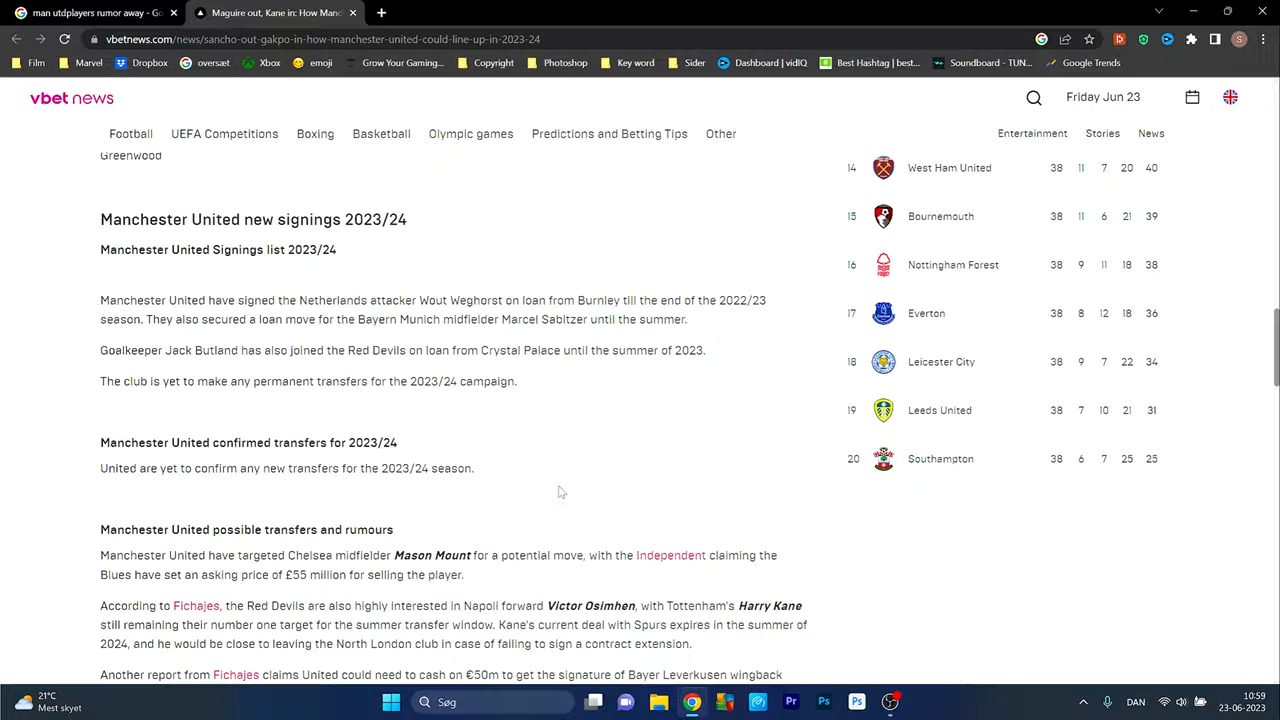 man utdplayers rumor away - Go
Maguire out, Kane in: How Manc
vbetnews.com/news/sancho-out-gakpo-in-how-manchester-united-could-line-up-in-2023-24
S
Film Marvel Dropbox oversæt Xbox emoji Grow Your Gaming... Copyright Photoshop Key word Sider Dashboard | vidIQ Best Hashtag | best... Soundboard - TUN... Google Trends
vbet news
Friday Jun 23
Football UEFA Competitions Boxing Basketball Olympic games Predictions and Betting Tips Other
Entertainment Stories News
Greenwood
Manchester United new signings 2023/24
Manchester United Signings list 2023/24
Manchester United have signed the Netherlands attacker Wout Weghorst on loan from Burnley till the end of the 2022/23
season. They also secured a loan move for the Bayern Munich midfielder Marcel Sabitzer until the summer.
Goalkeeper Jack Butland has also joined the Red Devils on loan from Crystal Palace until the summer of 2023.
The club is yet to make any permanent transfers for the 2023/24 campaign.
Manchester United confirmed transfers for 2023/24
United are yet to confirm any new transfers for the 2023/24 season.
Manchester United possible transfers and rumours
Manchester United have targeted Chelsea midfielder Mason Mount for a potential move, with the Independent claiming the
Blues have set an asking price of £55 million for selling the player.
According to Fichajes, the Red Devils are also highly interested in Napoli forward Victor Osimhen, with Tottenham's Harry Kane
still remaining their number one target for the summer transfer window. Kane's current deal with Spurs expires in the summer of
2024, and he would be close to leaving the North London club in case of failing to sign a contract extension.
Another report from Fichajes claims United could need to cash on €50m to get the signature of Bayer Leverkusen wingback
14 West Ham United 38 11 7 20 40
15 Bournemouth 38 11 6 21 39
16 Nottingham Forest 38 9 11 18 38
17 Everton 38 8 12 18 36
18 Leicester City 38 9 7 22 34
19 Leeds United 38 7 10 21 31
20 Southampton 38 6 7 25 25
21°C
Mest skyet
Søg
Pr Ps Ps
DAN
10:59
23-06-2023